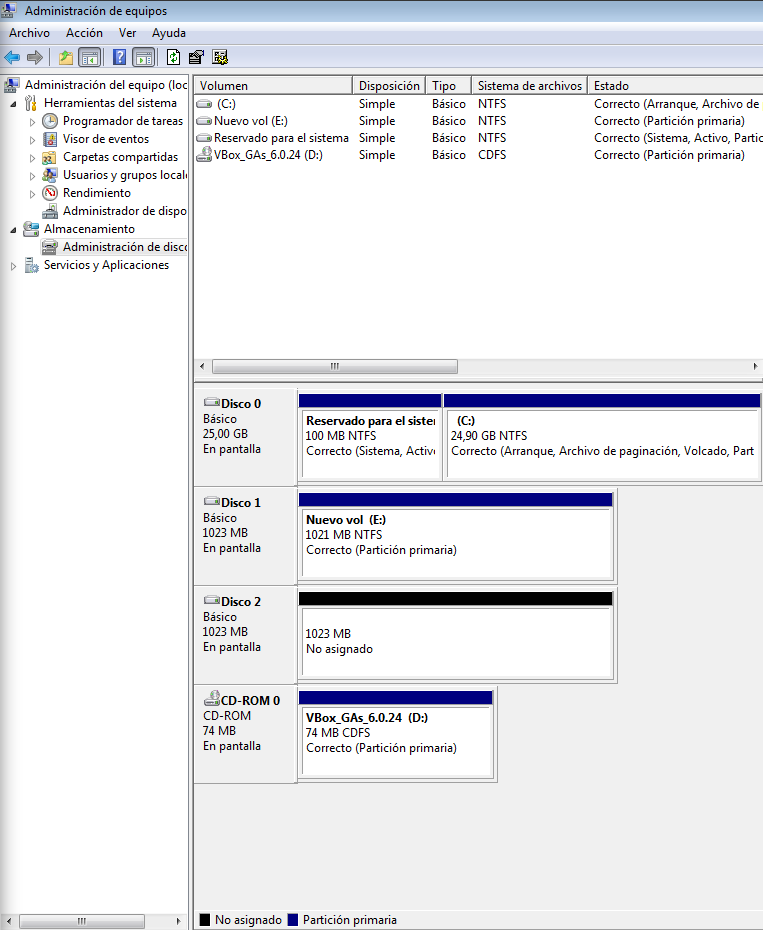 Administración de equipos
Archivo Acción Ver Ayuda
Administración del equipo (loc
Herramientas del sistema
Programador de tareas
Visor de eventos
Carpetas compartidas
Usuarios y grupos locale
Rendimiento
Administrador de dispo
Almacenamiento
Administración de disco
Servicios y Aplicaciones
Volumen Disposición Tipo Sistema de archivos Estado
(C:) Simple Básico NTFS Correcto (Arranque, Archivo de
Nuevo vol (E:) Simple Básico NTFS Correcto (Partición primaria)
Reservado para el sistema Simple Básico NTFS Correcto (Sistema, Activo, Partic
VBox_GAs_6.0.24 (D:) Simple Básico CDFS Correcto (Partición primaria)
Disco 0
Básico
25,00 GB
En pantalla
Reservado para el sister
100 MB NTFS
Correcto (Sistema, Activ
(C:)
24,90 GB NTFS
Correcto (Arranque, Archivo de paginación, Volcado, Part
Disco 1
Básico
1023 MB
En pantalla
Nuevo vol (E:)
1021 MB NTFS
Correcto (Partición primaria)
Disco 2
Básico
1023 MB
En pantalla
1023 MB
No asignado
CD-ROM 0
CD-ROM
74 MB
En pantalla
VBox_GAs_6.0.24 (D:)
74 MB CDFS
Correcto (Partición primaria)
No asignado Partición primaria